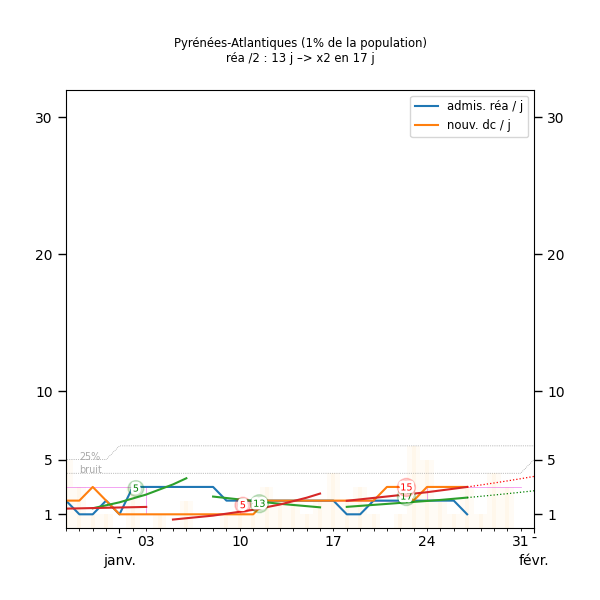 Pyrénées-Atlantiques (1% de la population)
réa /2 : 13 j –> x2 en 17 j
admis. réa / j
nouv. dc / j
30 30
20 20
10 10
5 5
25%
bruit
5
5
13
15
1 1
- 03 10 17 24 31 -
janv. févr.